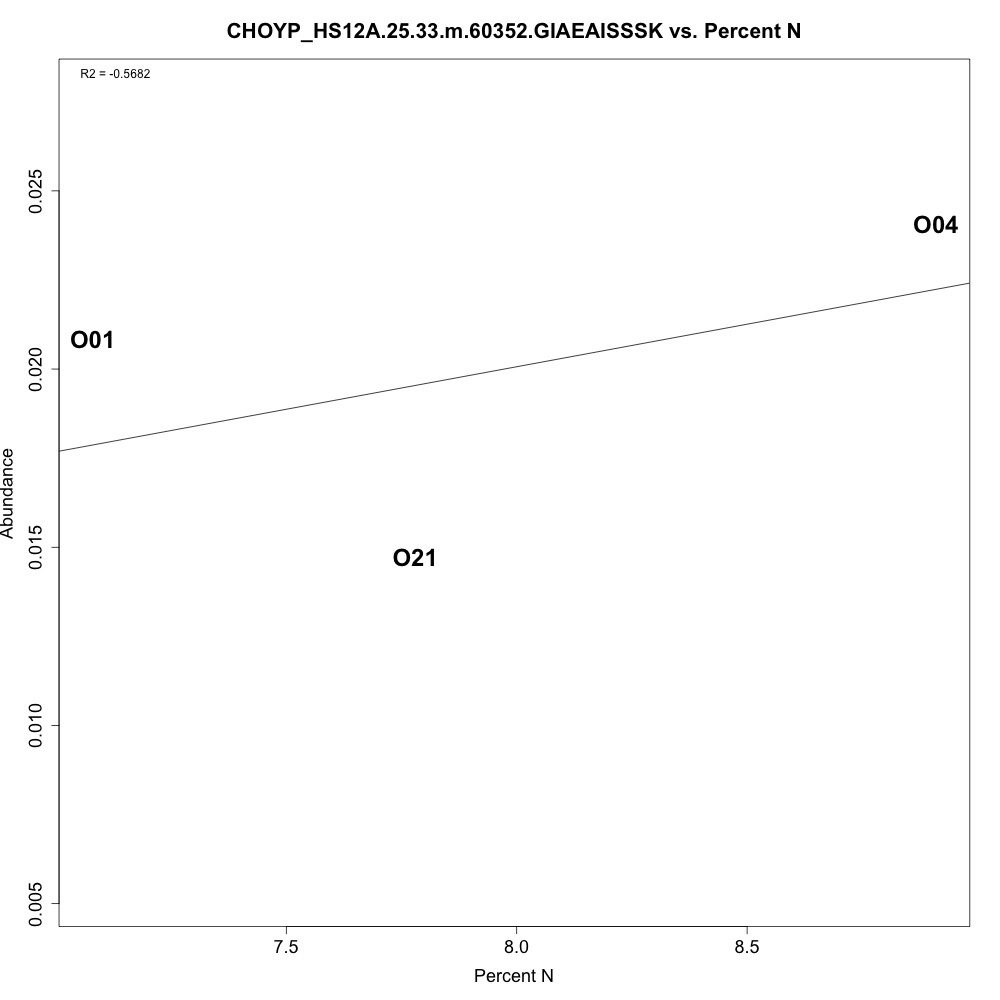 CHOYP_HS12A.25.33.m.60352.GIAEAISSSK vs. Percent N
R2 = -0.5682
0.025
O04
O01
0.020
Abundance
0.015
O21
0.010
0.005
7.5 8.0 8.5
Percent N